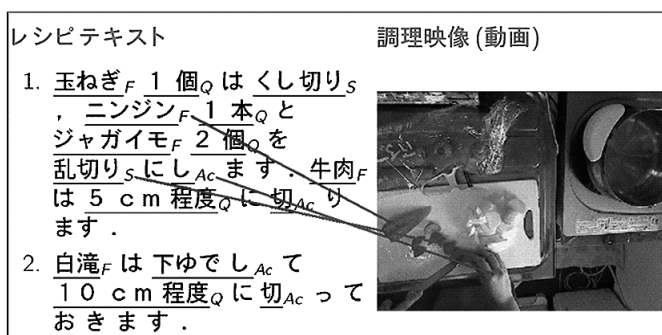 レシピテキスト
調理映像 (動画)
1. 玉ねぎF 1 個Q は くし切りS
, ニンジンF 1 本Q と
ジャガイモF 2 個Q を
乱切りS にし Ac ます . 牛肉F
は 5 cm 程度Q に 切Ac り
ます .
2. 白滝F は 下ゆでし Ac て
10 cm 程度Q に 切Ac って
おきます .